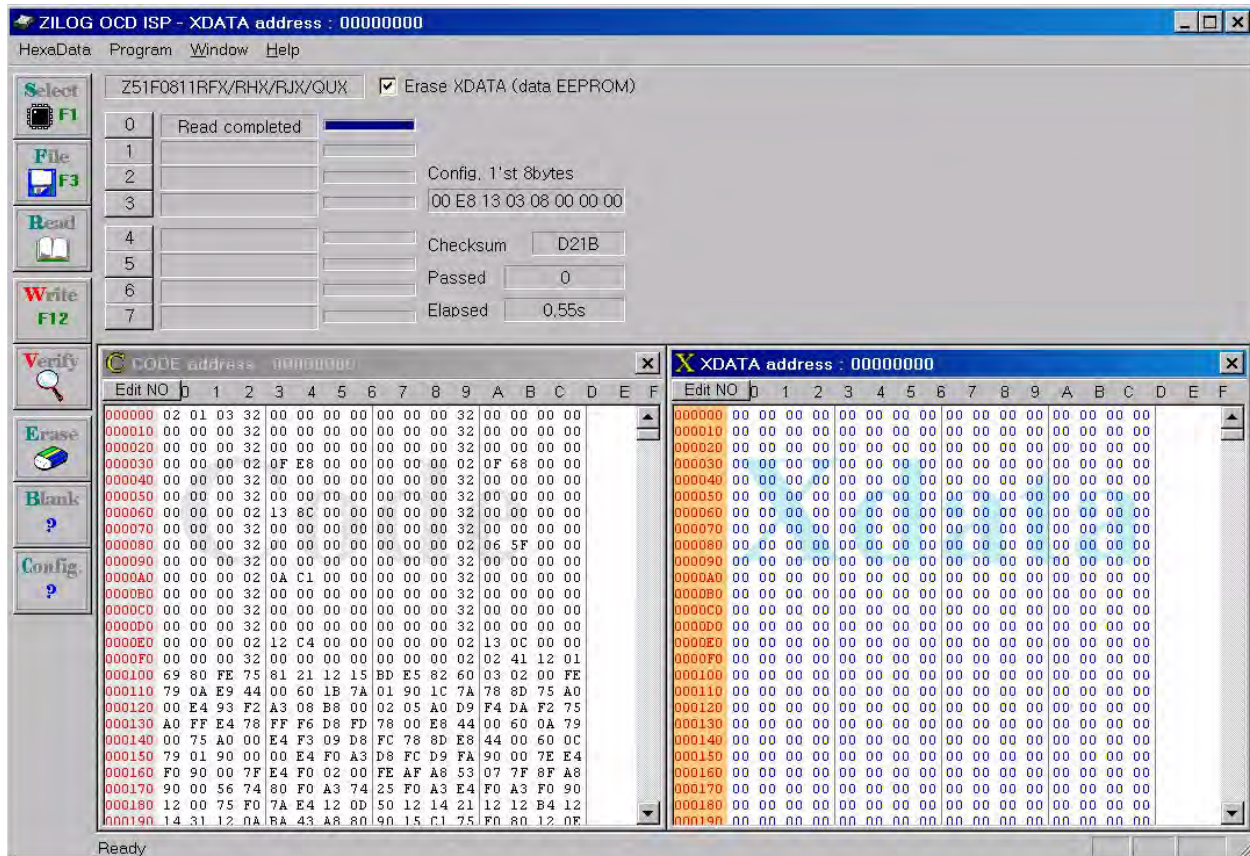 ZILOG OCD ISP - XDATA address : 00000000
HexaData Program Window Help
Select F1
File F3
Read
Write F12
Verify
Erase
Blank ?
Config. ?
Z51F0811RFX/RHX/RJX/QUX Erase XDATA (data EEPROM)
0 Read completed
1
2
3
4
5
6
7
Config, 1'st 8bytes
00 E8 13 03 08 00 00 00
Checksum D21B
Passed 0
Elapsed 0,55s
C CODE address : 00000000
Edit NO 0 1 2 3 4 5 6 7 8 9 A B C D E F
000000 02 01 03 32 00 00 00 00 00 00 00 32 00 00 00 00
000010 00 00 00 32 00 00 00 00 00 00 00 32 00 00 00 00
000020 00 00 00 32 00 00 00 00 00 00 00 32 00 00 00 00
000030 00 00 00 02 0F E8 00 00 00 00 00 02 0F 68 00 00
000040 00 00 00 32 00 00 00 00 00 00 00 32 00 00 00 00
000050 00 00 00 32 00 00 00 00 00 00 00 32 00 00 00 00
000060 00 00 00 02 13 8C 00 00 00 00 00 32 00 00 00 00
000070 00 00 00 32 00 00 00 00 00 00 00 32 00 00 00 00
000080 00 00 00 32 00 00 00 00 00 00 00 02 06 5F 00 00
000090 00 00 00 32 00 00 00 00 00 00 00 32 00 00 00 00
0000A0 00 00 00 02 0A C1 00 00 00 00 00 32 00 00 00 00
0000B0 00 00 00 32 00 00 00 00 00 00 00 32 00 00 00 00
0000C0 00 00 00 32 00 00 00 00 00 00 00 32 00 00 00 00
0000D0 00 00 00 32 00 00 00 00 00 00 00 32 00 00 00 00
0000E0 00 00 00 02 12 C4 00 00 00 00 00 02 13 0C 00 00
0000F0 00 00 00 32 00 00 00 00 00 00 00 02 02 41 12 01
000100 69 80 FE 75 81 21 12 15 BD E5 82 60 03 02 00 FE
000110 79 0A E9 44 00 60 1B 7A 01 90 1C 7A 78 8D 75 A0
000120 00 E4 93 F2 A3 08 B8 00 02 05 A0 D9 F4 DA F2 75
000130 A0 FF E4 78 FF F6 D8 FD 78 00 E8 44 00 60 0A 79
000140 00 75 A0 00 E4 F3 09 D8 FC 78 8D E8 44 00 60 0C
000150 79 01 90 00 00 E4 F0 A3 D8 FC D9 FA 90 00 7E E4
000160 F0 90 00 7F E4 F0 02 00 FE AF A8 53 07 7F 8F A8
000170 90 00 56 74 80 F0 A3 74 25 F0 A3 E4 F0 A3 F0 90
000180 12 00 75 F0 7A E4 12 0D 50 12 14 21 12 12 B4 12
000190 14 31 12 0A BA 43 A8 80 90 15 C1 75 F0 80 12 0F
Code
X XDATA address : 00000000
Edit NO 0 1 2 3 4 5 6 7 8 9 A B C D E F
000000 00 00 00 00 00 00 00 00 00 00 00 00 00 00 00 00
000010 00 00 00 00 00 00 00 00 00 00 00 00 00 00 00 00
000020 00 00 00 00 00 00 00 00 00 00 00 00 00 00 00 00
000030 00 00 00 00 00 00 00 00 00 00 00 00 00 00 00 00
000040 00 00 00 00 00 00 00 00 00 00 00 00 00 00 00 00
000050 00 00 00 00 00 00 00 00 00 00 00 00 00 00 00 00
000060 00 00 00 00 00 00 00 00 00 00 00 00 00 00 00 00
000070 00 00 00 00 00 00 00 00 00 00 00 00 00 00 00 00
000080 00 00 00 00 00 00 00 00 00 00 00 00 00 00 00 00
000090 00 00 00 00 00 00 00 00 00 00 00 00 00 00 00 00
0000A0 00 00 00 00 00 00 00 00 00 00 00 00 00 00 00 00
0000B0 00 00 00 00 00 00 00 00 00 00 00 00 00 00 00 00
0000C0 00 00 00 00 00 00 00 00 00 00 00 00 00 00 00 00
0000D0 00 00 00 00 00 00 00 00 00 00 00 00 00 00 00 00
0000E0 00 00 00 00 00 00 00 00 00 00 00 00 00 00 00 00
0000F0 00 00 00 00 00 00 00 00 00 00 00 00 00 00 00 00
000100 00 00 00 00 00 00 00 00 00 00 00 00 00 00 00 00
000110 00 00 00 00 00 00 00 00 00 00 00 00 00 00 00 00
000120 00 00 00 00 00 00 00 00 00 00 00 00 00 00 00 00
000130 00 00 00 00 00 00 00 00 00 00 00 00 00 00 00 00
000140 00 00 00 00 00 00 00 00 00 00 00 00 00 00 00 00
000150 00 00 00 00 00 00 00 00 00 00 00 00 00 00 00 00
000160 00 00 00 00 00 00 00 00 00 00 00 00 00 00 00 00
000170 00 00 00 00 00 00 00 00 00 00 00 00 00 00 00 00
000180 00 00 00 00 00 00 00 00 00 00 00 00 00 00 00 00
000190 00 00 00 00 00 00 00 00 00 00 00 00 00 00 00 00
Xdata
Ready